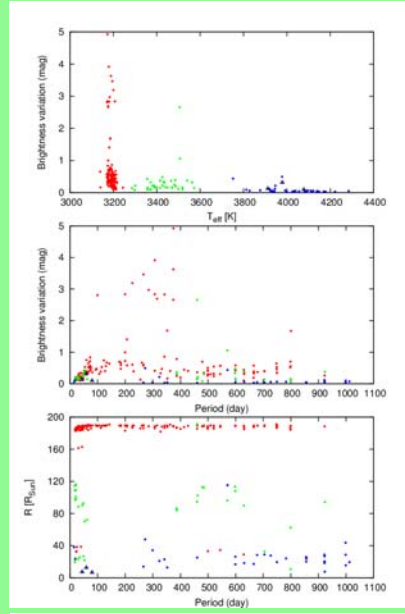 5
4
3
2
1
0
Brightness variation (mag)
3000 3200 3400 3600 3800 4000 4200 4400
Teff [K]
5
4
3
2
1
0
Brightness variation (mag)
0 100 200 300 400 500 600 700 800 900 1000 1100
Period (day)
200
160
120
80
40
0
R [RSun]
0 100 200 300 400 500 600 700 800 900 1000 1100
Period (day)